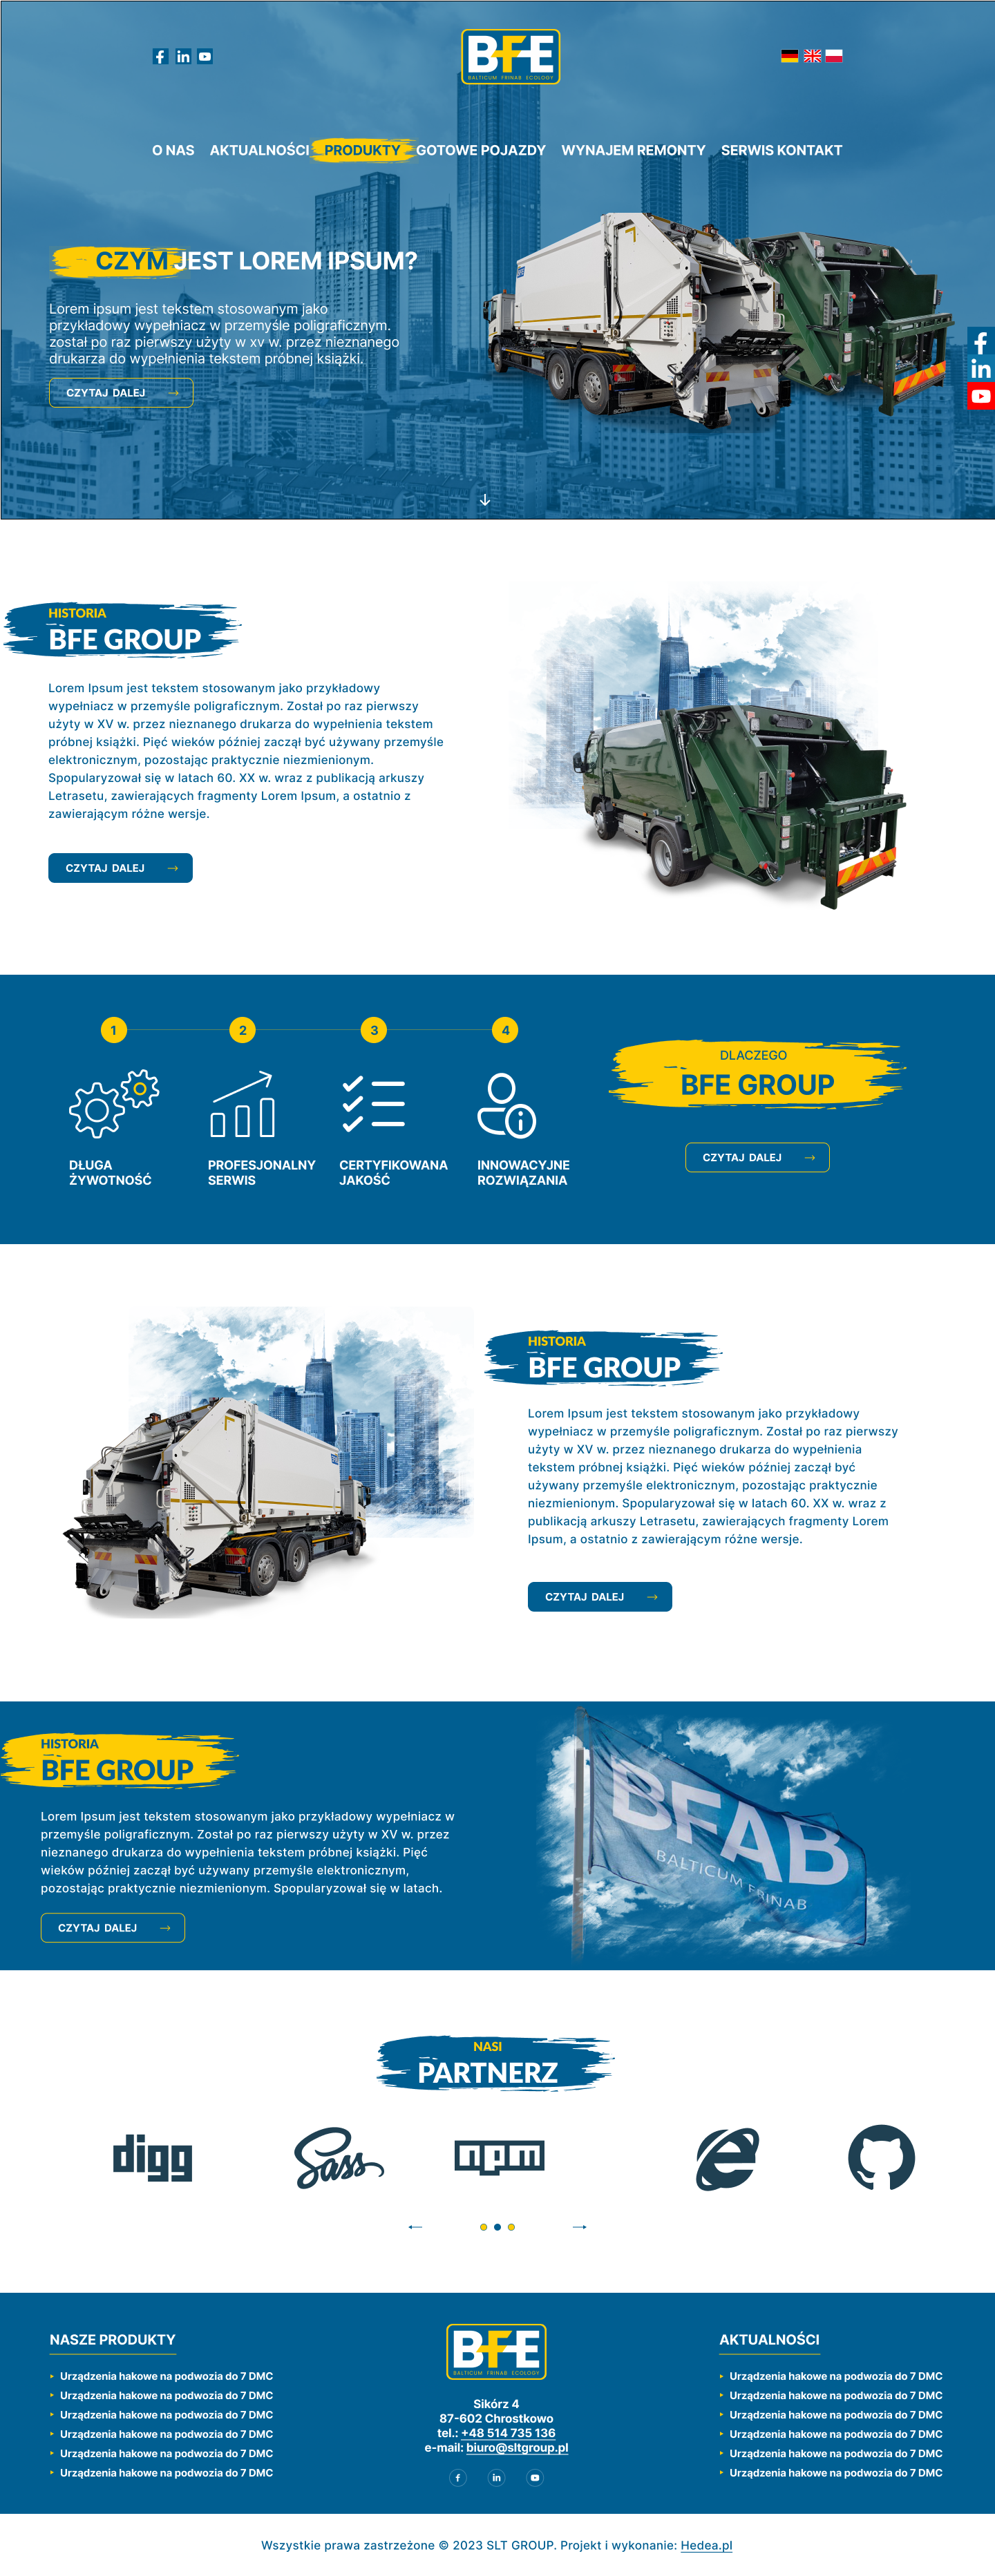 BFE
BALTICUM FRINAB ECOLOGY
O NAS AKTUALNOŚCI PRODUKTY GOTOWE POJAZDY WYNAJEM REMONTY SERWIS KONTAKT
CZYM JEST LOREM IPSUM?
Lorem ipsum jest tekstem stosowanym jako
przykładowy wypełniacz w przemyśle poligraficznym.
został po raz pierwszy użyty w xv w. przez nieznanego
drukarza do wypełnienia tekstem próbnej książki.
CZYTAJ DALEJ
HISTORIA
BFE GROUP
Lorem Ipsum jest tekstem stosowanym jako przykładowy
wypełniacz w przemyśle poligraficznym. Został po raz pierwszy
użyty w XV w. przez nieznanego drukarza do wypełnienia tekstem
próbnej książki. Pięć wieków później zaczął być używany przemyśle
elektronicznym, pozostając praktycznie niezmienionym.
Spopularyzował się w latach 60. XX w. wraz z publikacją arkuszy
Letrasetu, zawierających fragmenty Lorem Ipsum, a ostatnio z
zawierającym różne wersje.
CZYTAJ DALEJ
1 2 3 4
DŁUGA
ŻYWOTNOŚĆ
PROFESJONALNY
SERWIS
CERTYFIKOWANA
JAKOŚĆ
INNOWACYJNE
ROZWIĄZANIA
DLACZEGO
BFE GROUP
CZYTAJ DALEJ
HISTORIA
BFE GROUP
Lorem Ipsum jest tekstem stosowanym jako przykładowy
wypełniacz w przemyśle poligraficznym. Został po raz pierwszy
użyty w XV w. przez nieznanego drukarza do wypełnienia
tekstem próbnej książki. Pięć wieków później zaczął być
używany przemyśle elektronicznym, pozostając praktycznie
niezmienionym. Spopularyzował się w latach 60. XX w. wraz z
publikacją arkuszy Letrasetu, zawierających fragmenty Lorem
Ipsum, a ostatnio z zawierającym różne wersje.
CZYTAJ DALEJ
HISTORIA
BFE GROUP
Lorem Ipsum jest tekstem stosowanym jako przykładowy wypełniacz w
przemyśle poligraficznym. Został po raz pierwszy użyty w XV w. przez
nieznanego drukarza do wypełnienia tekstem próbnej książki. Pięć
wieków później zaczął być używany przemyśle elektronicznym,
pozostając praktycznie niezmienionym. Spopularyzował się w latach.
CZYTAJ DALEJ
BFAB
BALTICUM FRINAB
NASI
PARTNERZ
digg
Sass
npm
NASZE PRODUKTY
Urządzenia hakowe na podwozia do 7 DMC
Urządzenia hakowe na podwozia do 7 DMC
Urządzenia hakowe na podwozia do 7 DMC
Urządzenia hakowe na podwozia do 7 DMC
Urządzenia hakowe na podwozia do 7 DMC
Urządzenia hakowe na podwozia do 7 DMC
BFE
BALTICUM FRINAB ECOLOGY
Sikórz 4
87-602 Chrostkowo
tel.: +48 514 735 136
e-mail: biuro@sltgroup.pl
AKTUALNOŚCI
Urządzenia hakowe na podwozia do 7 DMC
Urządzenia hakowe na podwozia do 7 DMC
Urządzenia hakowe na podwozia do 7 DMC
Urządzenia hakowe na podwozia do 7 DMC
Urządzenia hakowe na podwozia do 7 DMC
Urządzenia hakowe na podwozia do 7 DMC
Wszystkie prawa zastrzeżone © 2023 SLT GROUP. Projekt i wykonanie: Hedea.pl